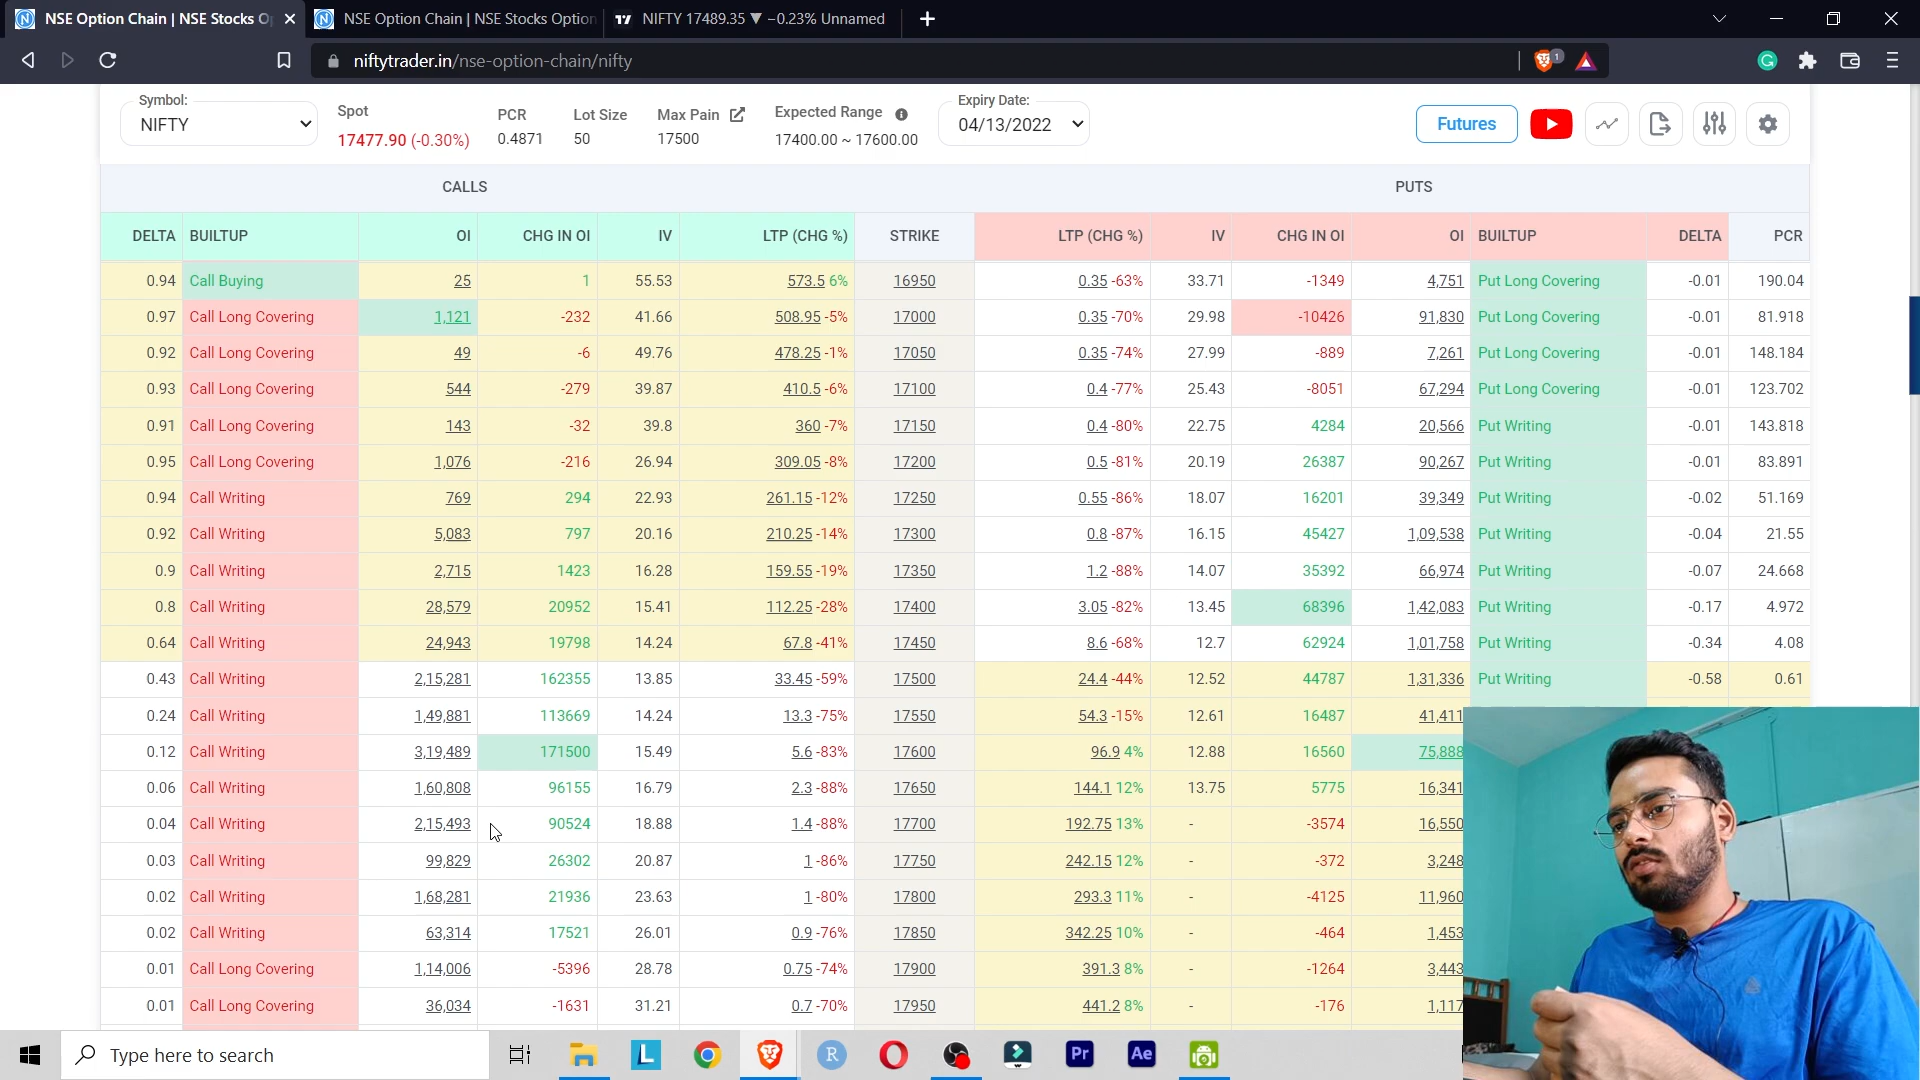 NSE Option Chain | NSE Stocks O
NSE Option Chain | NSE Stocks Option
NIFTY 17489.35 ▼ −0.23% Unnamed
niftytrader.in/nse-option-chain/nifty
1
Symbol:
NIFTY
Spot
17477.90 (-0.30%)
PCR
0.4871
Lot Size
50
Max Pain
17500
Expected Range
17400.00 ~ 17600.00
Expiry Date:
04/13/2022
Futures
CALLS PUTS
DELTA BUILTUP OI CHG IN OI IV LTP (CHG %) STRIKE LTP (CHG %) IV CHG IN OI OI BUILTUP DELTA PCR
0.94 Call Buying 25 1 55.53 573.5 6% 16950 0.35 -63% 33.71 -1349 4,751 Put Long Covering -0.01 190.04
0.97 Call Long Covering 1,121 -232 41.66 508.95 -5% 17000 0.35 -70% 29.98 -10426 91,830 Put Long Covering -0.01 81.918
0.92 Call Long Covering 49 -6 49.76 478.25 -1% 17050 0.35 -74% 27.99 -889 7,261 Put Long Covering -0.01 148.184
0.93 Call Long Covering 544 -279 39.87 410.5 -6% 17100 0.4 -77% 25.43 -8051 67,294 Put Long Covering -0.01 123.702
0.91 Call Long Covering 143 -32 39.8 360 -7% 17150 0.4 -80% 22.75 4284 20,566 Put Writing -0.01 143.818
0.95 Call Long Covering 1,076 -216 26.94 309.05 -8% 17200 0.5 -81% 20.19 26387 90,267 Put Writing -0.01 83.891
0.94 Call Writing 769 294 22.93 261.15 -12% 17250 0.55 -86% 18.07 16201 39,349 Put Writing -0.02 51.169
0.92 Call Writing 5,083 797 20.16 210.25 -14% 17300 0.8 -87% 16.15 45427 1,09,538 Put Writing -0.04 21.55
0.9 Call Writing 2,715 1423 16.28 159.55 -19% 17350 1.2 -88% 14.07 35392 66,974 Put Writing -0.07 24.668
0.8 Call Writing 28,579 20952 15.41 112.25 -28% 17400 3.05 -82% 13.45 68396 1,42,083 Put Writing -0.17 4.972
0.64 Call Writing 24,943 19798 14.24 67.8 -41% 17450 8.6 -68% 12.7 62924 1,01,758 Put Writing -0.34 4.08
0.43 Call Writing 2,15,281 162355 13.85 33.45 -59% 17500 24.4 -44% 12.52 44787 1,31,336 Put Writing -0.58 0.61
0.24 Call Writing 1,49,881 113669 14.24 13.3 -75% 17550 54.3 -15% 12.61 16487 41,411
0.12 Call Writing 3,19,489 171500 15.49 5.6 -83% 17600 96.9 4% 12.88 16560 75,888
0.06 Call Writing 1,60,808 96155 16.79 2.3 -88% 17650 144.1 12% 13.75 5775 16,341
0.04 Call Writing 2,15,493 90524 18.88 1.4 -88% 17700 192.75 13% - -3574 16,550
0.03 Call Writing 99,829 26302 20.87 1 -86% 17750 242.15 12% - -372 3,248
0.02 Call Writing 1,68,281 21936 23.63 1 -80% 17800 293.3 11% - -4125 11,960
0.02 Call Writing 63,314 17521 26.01 0.9 -76% 17850 342.25 10% - -464 1,453
0.01 Call Long Covering 1,14,006 -5396 28.78 0.75 -74% 17900 391.3 8% - -1264 3,443
0.01 Call Long Covering 36,034 -1631 31.21 0.7 -70% 17950 441.2 8% - -176 1,117
Type here to search
L
R
Pr
Ae